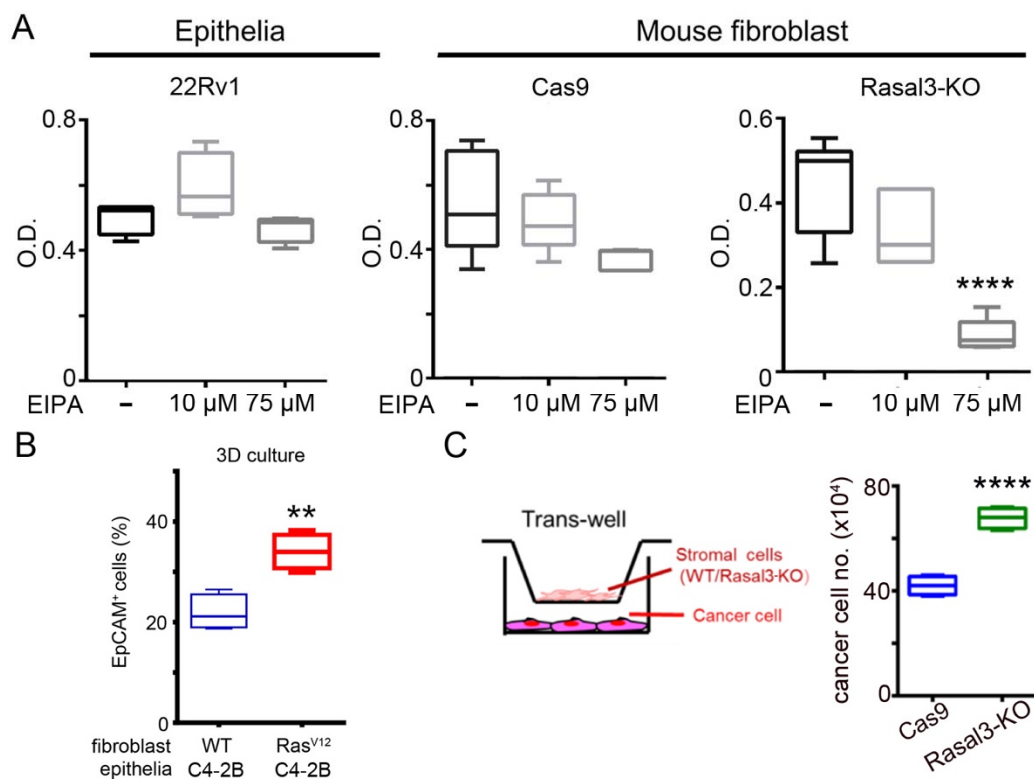 A
Epithelia
Mouse fibroblast
22Rv1
Cas9
Rasal3-KO
O.D.
0.8
0.4
0
EIPA
– 10 μM 75 μM
O.D.
0.8
0.4
0
EIPA
– 10 μM 75 μM
O.D.
0.6
0.4
0.2
0
****
EIPA
– 10 μM 75 μM
B
3D culture
EpCAM⁺ cells (%)
40
20
0
**
fibroblast WT Rasⱽ¹²
epithelia C4-2B C4-2B
C
Trans-well
Stromal cells
(WT/Rasal3-KO)
Cancer cell
cancer cell no. (x10⁴)
80
40
0
****
Cas9
Rasal3-KO